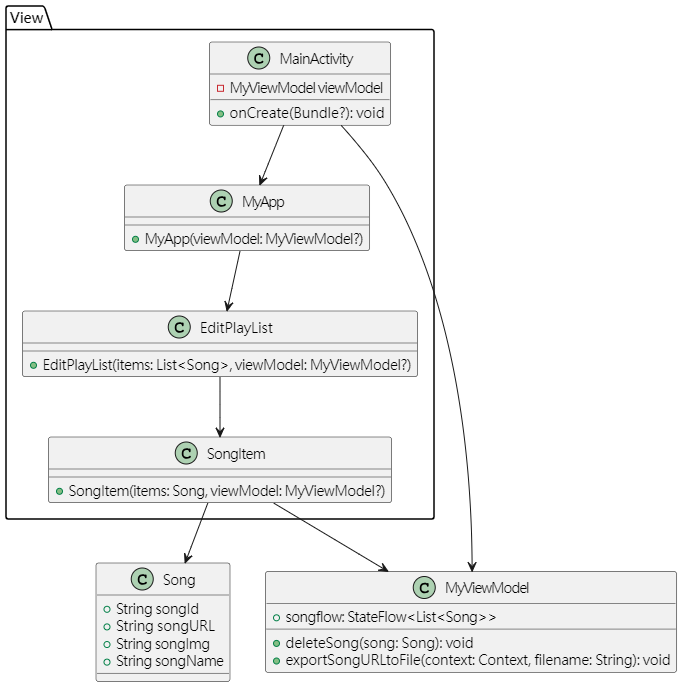 View
C MainActivity
MyViewModel viewModel
onCreate(Bundle?): void
C MyApp
MyApp(viewModel: MyViewModel?)
C EditPlayList
EditPlayList(items: List<Song>, viewModel: MyViewModel?)
C SongItem
SongItem(items: Song, viewModel: MyViewModel?)
C Song
String songId
String songURL
String songImg
String songName
C MyViewModel
songflow: StateFlow<List<Song>>
deleteSong(song: Song): void
exportSongURLtoFile(context: Context, filename: String): void